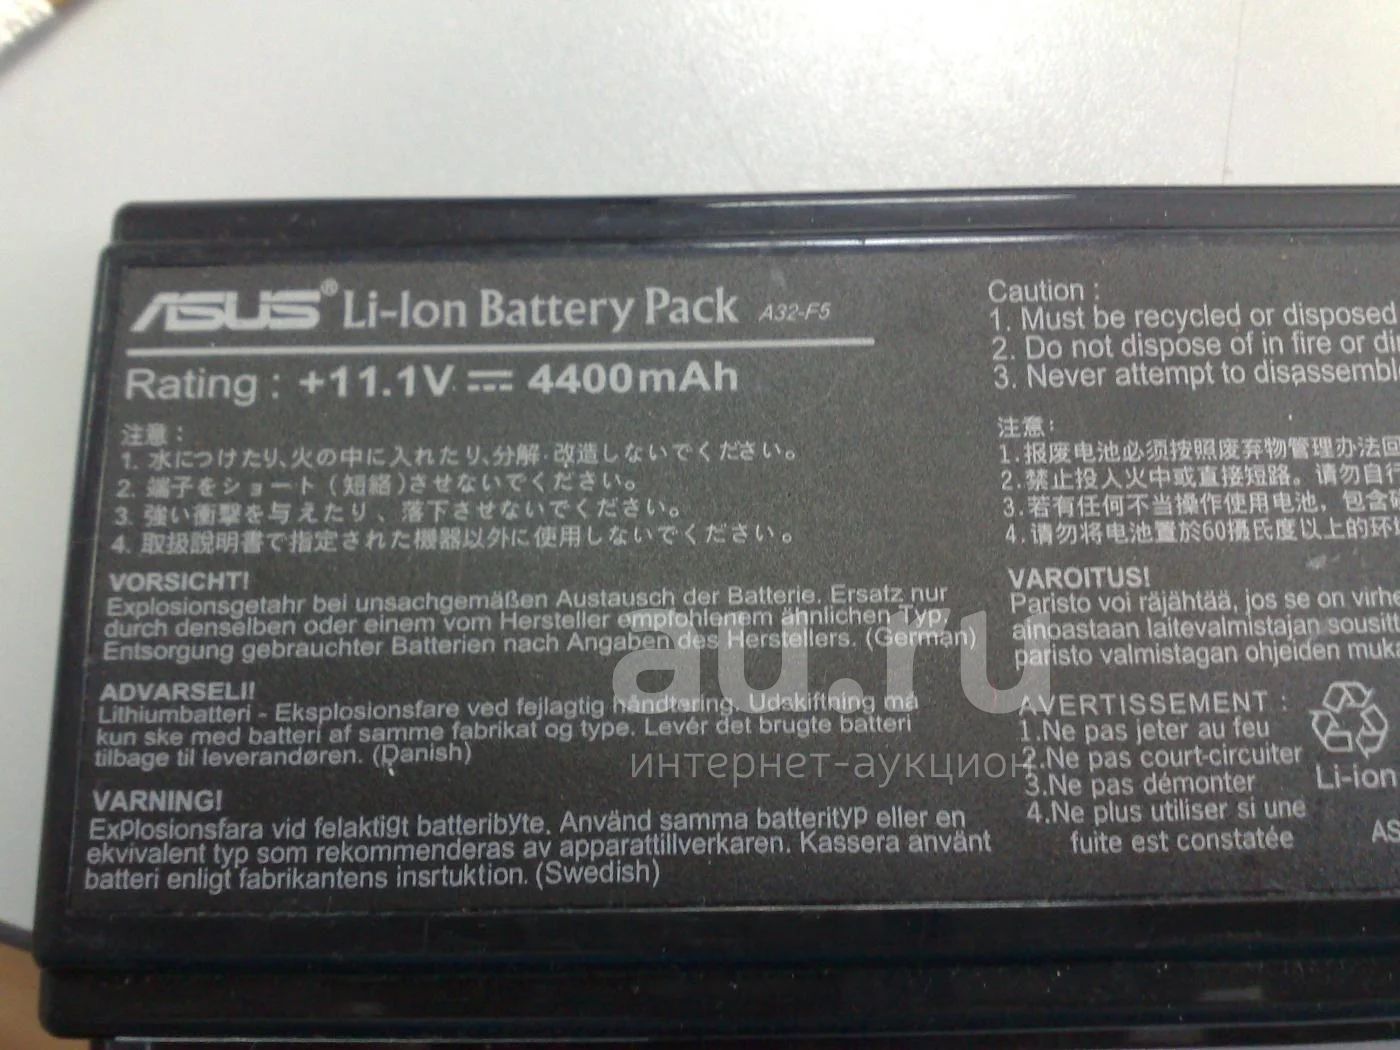 ASUS® Li-Ion Battery Pack A32-F5
Rating : +11.1V ⎓ 4400mAh
注意：
1. 水につけたり、火の中に入れたり、分解・改造しないでください。
2. 端子をショート（短絡）させないでください。
3. 強い衝撃を与えたり、落下させないでください。
4. 取扱説明書で指定された機器以外に使用しないでください。
VORSICHT!
Explosionsgetahr bei unsachgemäßen Austausch der Batterie. Ersatz nur
durch denselben oder einem vom Hersteller empfohlenem ähnlichen Typ.
Entsorgung gebrauchter Batterien nach Angaben des Herstellers. (German)
ADVARSELI!
Lithiumbatteri - Eksplosionsfare ved fejlagtig håndtering. Udskiftning må
kun ske med batteri af samme fabrikat og type. Levér det brugte batteri
tilbage til leverandøren. (Danish)
VARNING!
ExPlosionsfara vid felaktigt batteribyte. Använd samma batterityp eller en
ekvivalent typ som rekommenderas av apparattillverkaren. Kassera använt
batteri enligt fabrikantens insrtuktion. (Swedish)
Caution :
1. Must be recycled or disposed
2. Do not dispose of in fire or di
3. Never attempt to disassembl
注意：
1.报废电池必须按照废弃物管理办法回
2.禁止投入火中或直接短路。请勿自
3.若有任何不当操作使用电池，包含
4.请勿将电池置於60摄氏度以上的环
VAROITUS!
Paristo voi räjähtää, jos se on virhe
ainoastaan laitevalmistajan sousitt
paristo valmistagan ohjeiden muka
AVERTISSEMENT :
1.Ne pas jeter au feu
2.Ne pas court-circuiter
3.Ne pas démonter
4.Ne plus utiliser si une
fuite est constatée
Li-ion
AS
au.ru
интернет-аукцион